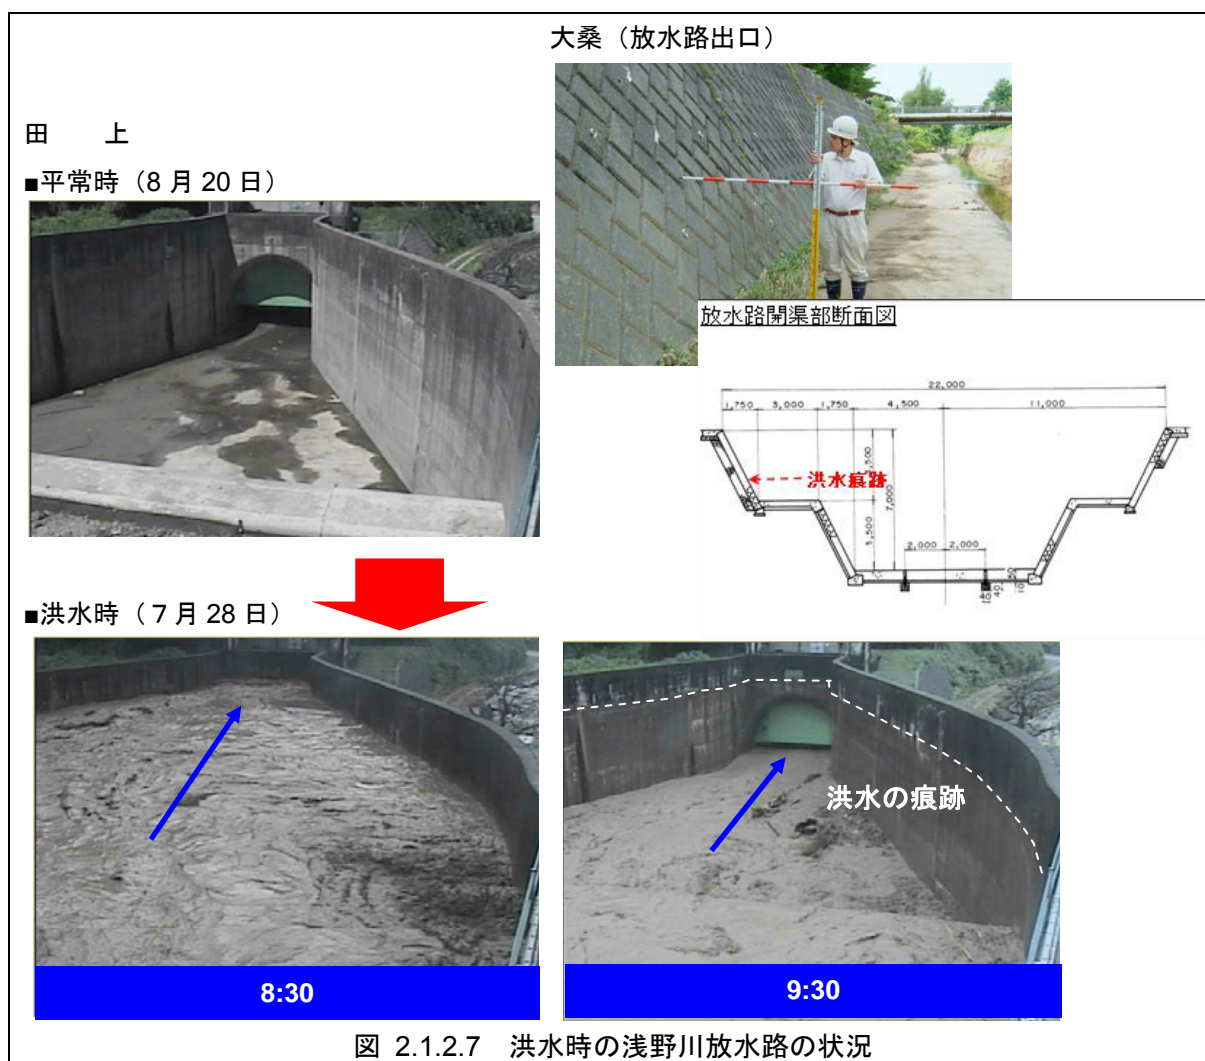 大桑（放水路出口）
田　　上
■平常時（8 月 20 日）
放水路開渠部断面図
22,000
1,750 3,000 1,750 4,500 11,000
3,500
洪水痕跡
7,000
3,500
2,000 2,000
■洪水時（７月 28 日）
洪水の痕跡
8:30
9:30
図 2.1.2.7　洪水時の浅野川放水路の状況